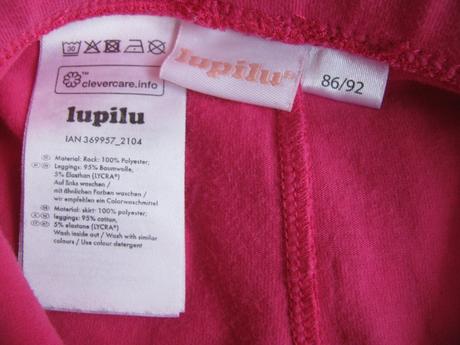 30
™
clevercare.info
lupilu
IAN 369957_2104
Material: Rock: 100% Polyester;
Leggings: 95% Baumwolle,
5% Elasthan (LYCRA®)
Auf links waschen /
mit ähnlichen Farben waschen /
wir empfehlen ein Colorwaschmittel
Material: skirt: 100% polyester;
leggings: 95% cotton,
5% elastane (LYCRA®)
Wash inside out / Wash with similar
colours / Use colour detergent
lupilu®
86/92